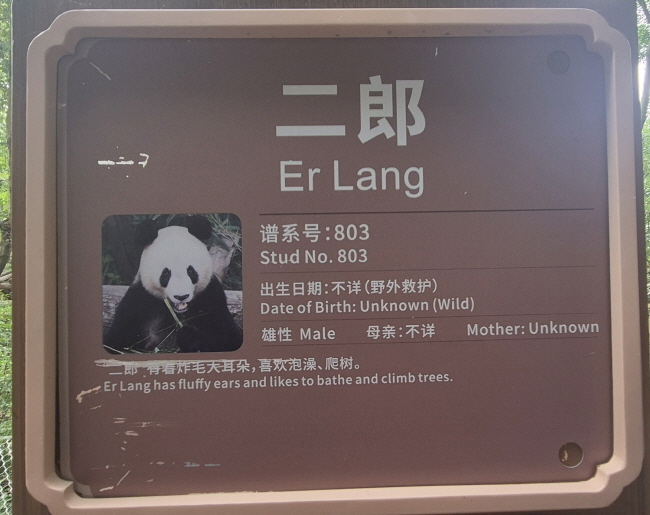 二郎
Er Lang
谱系号：803
Stud No. 803
出生日期：不详（野外救护）
Date of Birth: Unknown (Wild)
雄性 Male 母亲：不详 Mother: Unknown
“二郎”有着炸毛大耳朵，喜欢泡澡、爬树。
Er Lang has fluffy ears and likes to bathe and climb trees.